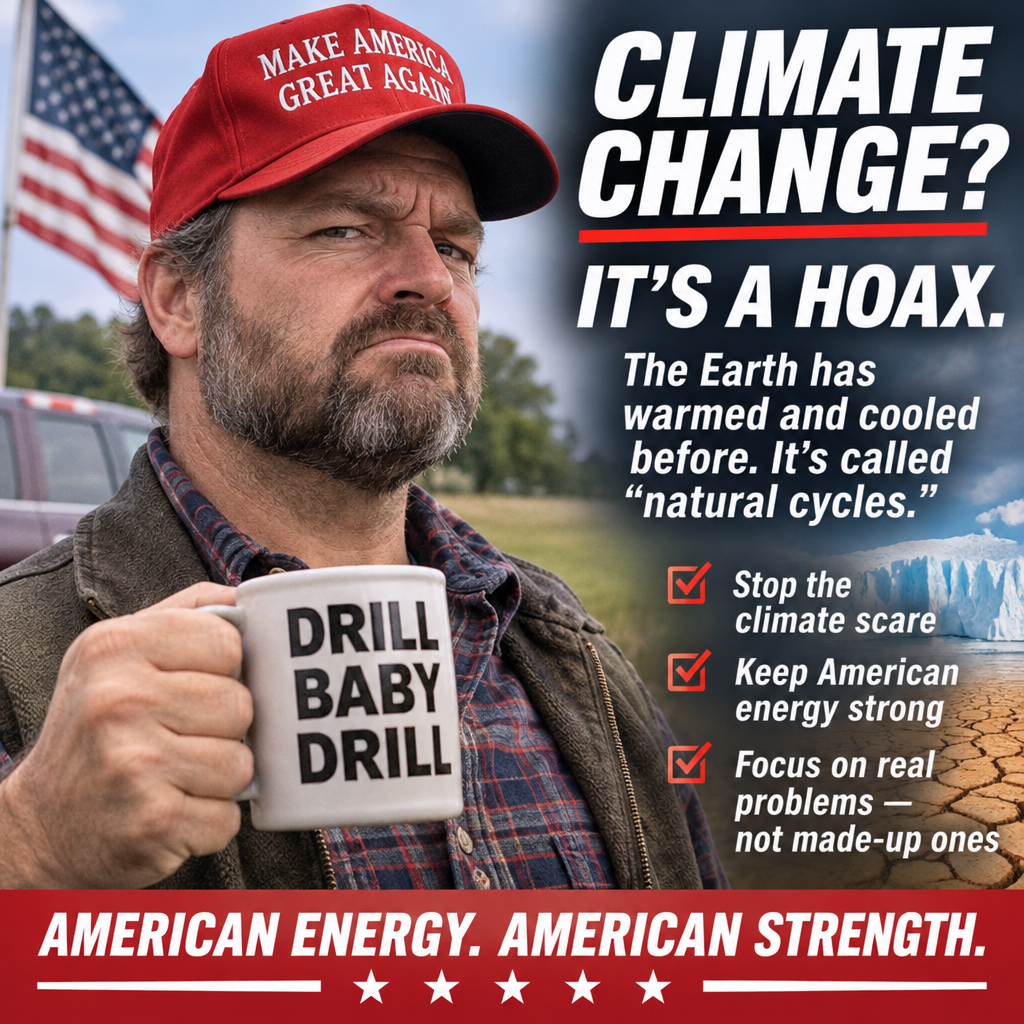 MAKE AMERICA
GREAT AGAIN
CLIMATE
CHANGE?
IT'S A HOAX.
The Earth has
warmed and cooled
before. It's called
“natural cycles.”
Stop the
climate scare
Keep American
energy strong
Focus on real
problems —
not made-up ones
DRILL
BABY
DRILL
AMERICAN ENERGY. AMERICAN STRENGTH.